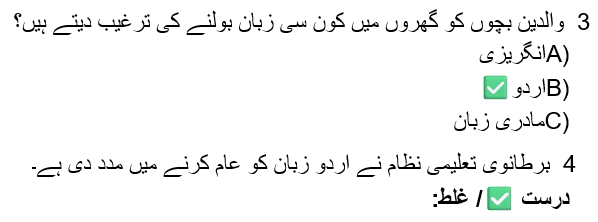 3 والدین بچوں کو گھروں میں کون سی زبان بولنے کی ترغیب دیتے ہیں؟
A)انگریزی
B)اردو ✅
C)مادری زبان
4 برطانوی تعلیمی نظام نے اردو زبان کو عام کرنے میں مدد دی ہے۔
درست ✅ / غلط: